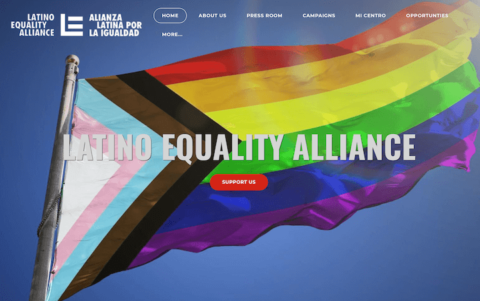 LATINO
EQUALITY
ALLIANCE
ALIANZA
LATINA POR
LA IGUALDAD
HOME
ABOUT US
PRESS ROOM
CAMPAIGNS
MI CENTRO
OPPORTUNTIES
MORE...
LATINO EQUALITY ALLIANCE
SUPPORT US